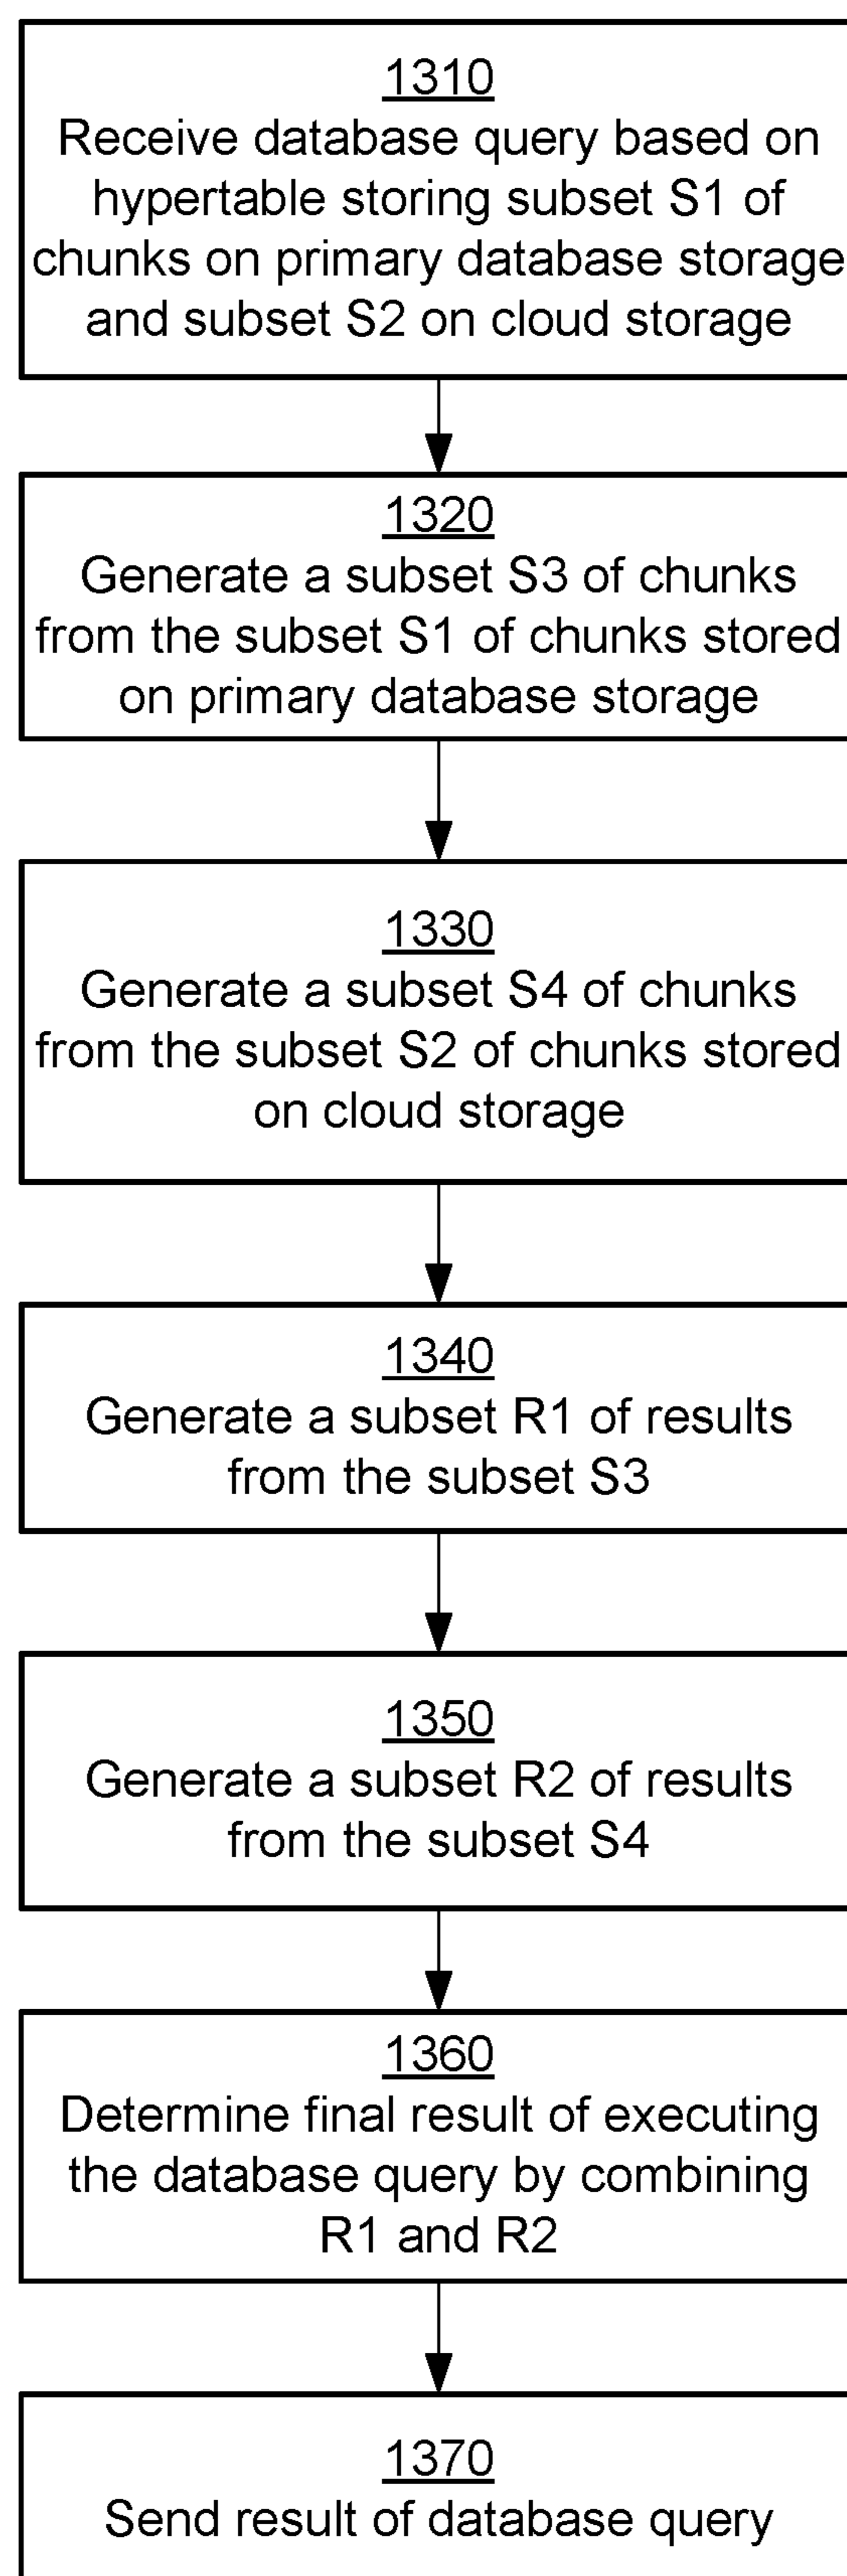 1310
Receive database query based on
hypertable storing subset S1 of
chunks on primary database storage
and subset S2 on cloud storage
1320
Generate a subset S3 of chunks
from the subset S1 of chunks stored
on primary database storage
1330
Generate a subset S4 of chunks
from the subset S2 of chunks stored
on cloud storage
1340
Generate a subset R1 of results
from the subset S3
1350
Generate a subset R2 of results
from the subset S4
1360
Determine final result of executing
the database query by combining
R1 and R2
1370
Send result of database query